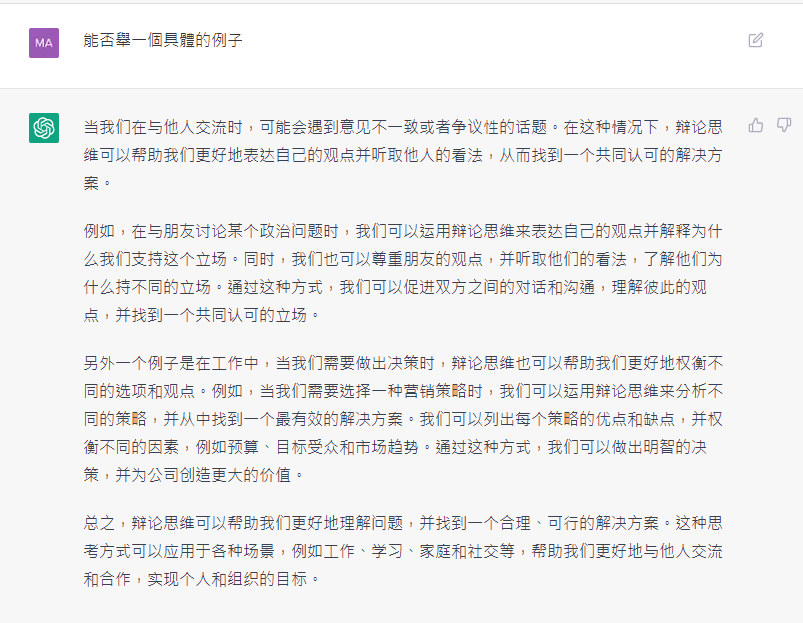 MA
能否舉一個具體的例子
当我们在与他人交流时，可能会遇到意见不一致或者争议性的话题。在这种情况下，辩论思
维可以帮助我们更好地表达自己的观点并听取他人的看法，从而找到一个共同认可的解决方
案。
例如，在与朋友讨论某个政治问题时，我们可以运用辩论思维来表达自己的观点并解释为什
么我们支持这个立场。同时，我们也可以尊重朋友的观点，并听取他们的看法，了解他们为
什么持不同的立场。通过这种方式，我们可以促进双方之间的对话和沟通，理解彼此的观
点，并找到一个共同认可的立场。
另外一个例子是在工作中，当我们需要做出决策时，辩论思维也可以帮助我们更好地权衡不
同的选项和观点。例如，当我们需要选择一种营销策略时，我们可以运用辩论思维来分析不
同的策略，并从中找到一个最有效的解决方案。我们可以列出每个策略的优点和缺点，并权
衡不同的因素，例如预算、目标受众和市场趋势。通过这种方式，我们可以做出明智的决
策，并为公司创造更大的价值。
总之，辩论思维可以帮助我们更好地理解问题，并找到一个合理、可行的解决方案。这种思
考方式可以应用于各种场景，例如工作、学习、家庭和社交等，帮助我们更好地与他人交流
和合作，实现个人和组织的目标。